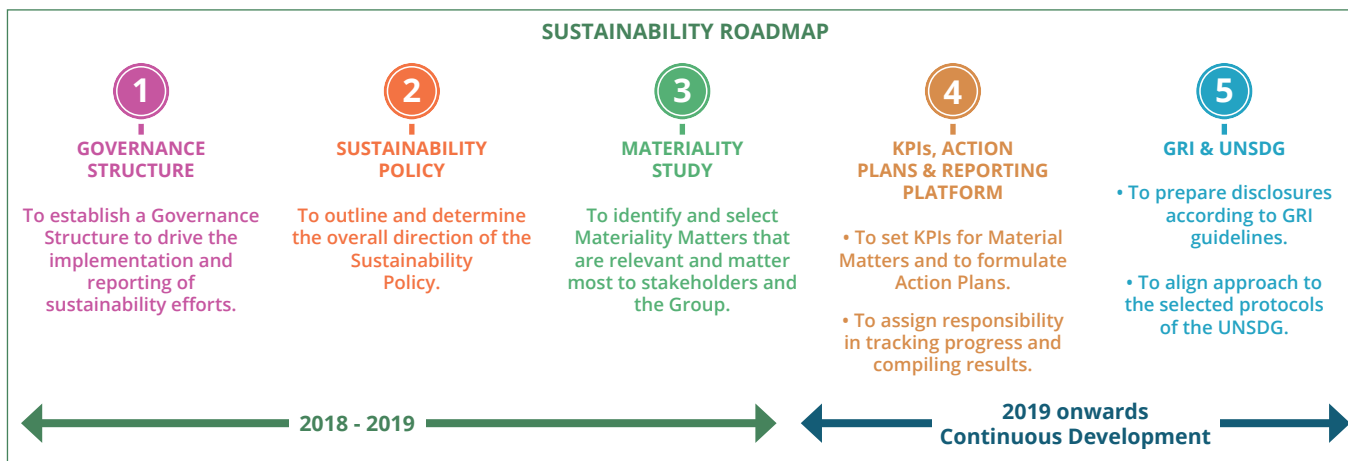 SUSTAINABILITY ROADMAP
1
GOVERNANCE
STRUCTURE
To establish a Governance
Structure to drive the
implementation and
reporting of
sustainability efforts.
2
SUSTAINABILITY
POLICY
To outline and determine
the overall direction of the
Sustainability
Policy.
3
MATERIALITY
STUDY
To identify and select
Materiality Matters that
are relevant and matter
most to stakeholders and
the Group.
4
KPIs, ACTION
PLANS & REPORTING
PLATFORM
• To set KPIs for Material
Matters and to formulate
Action Plans.
• To assign responsibility
in tracking progress and
compiling results.
5
GRI & UNSDG
• To prepare disclosures
according to GRI
guidelines.
• To align approach to
the selected protocols
of the UNSDG.
2018 - 2019
2019 onwards
Continuous Development